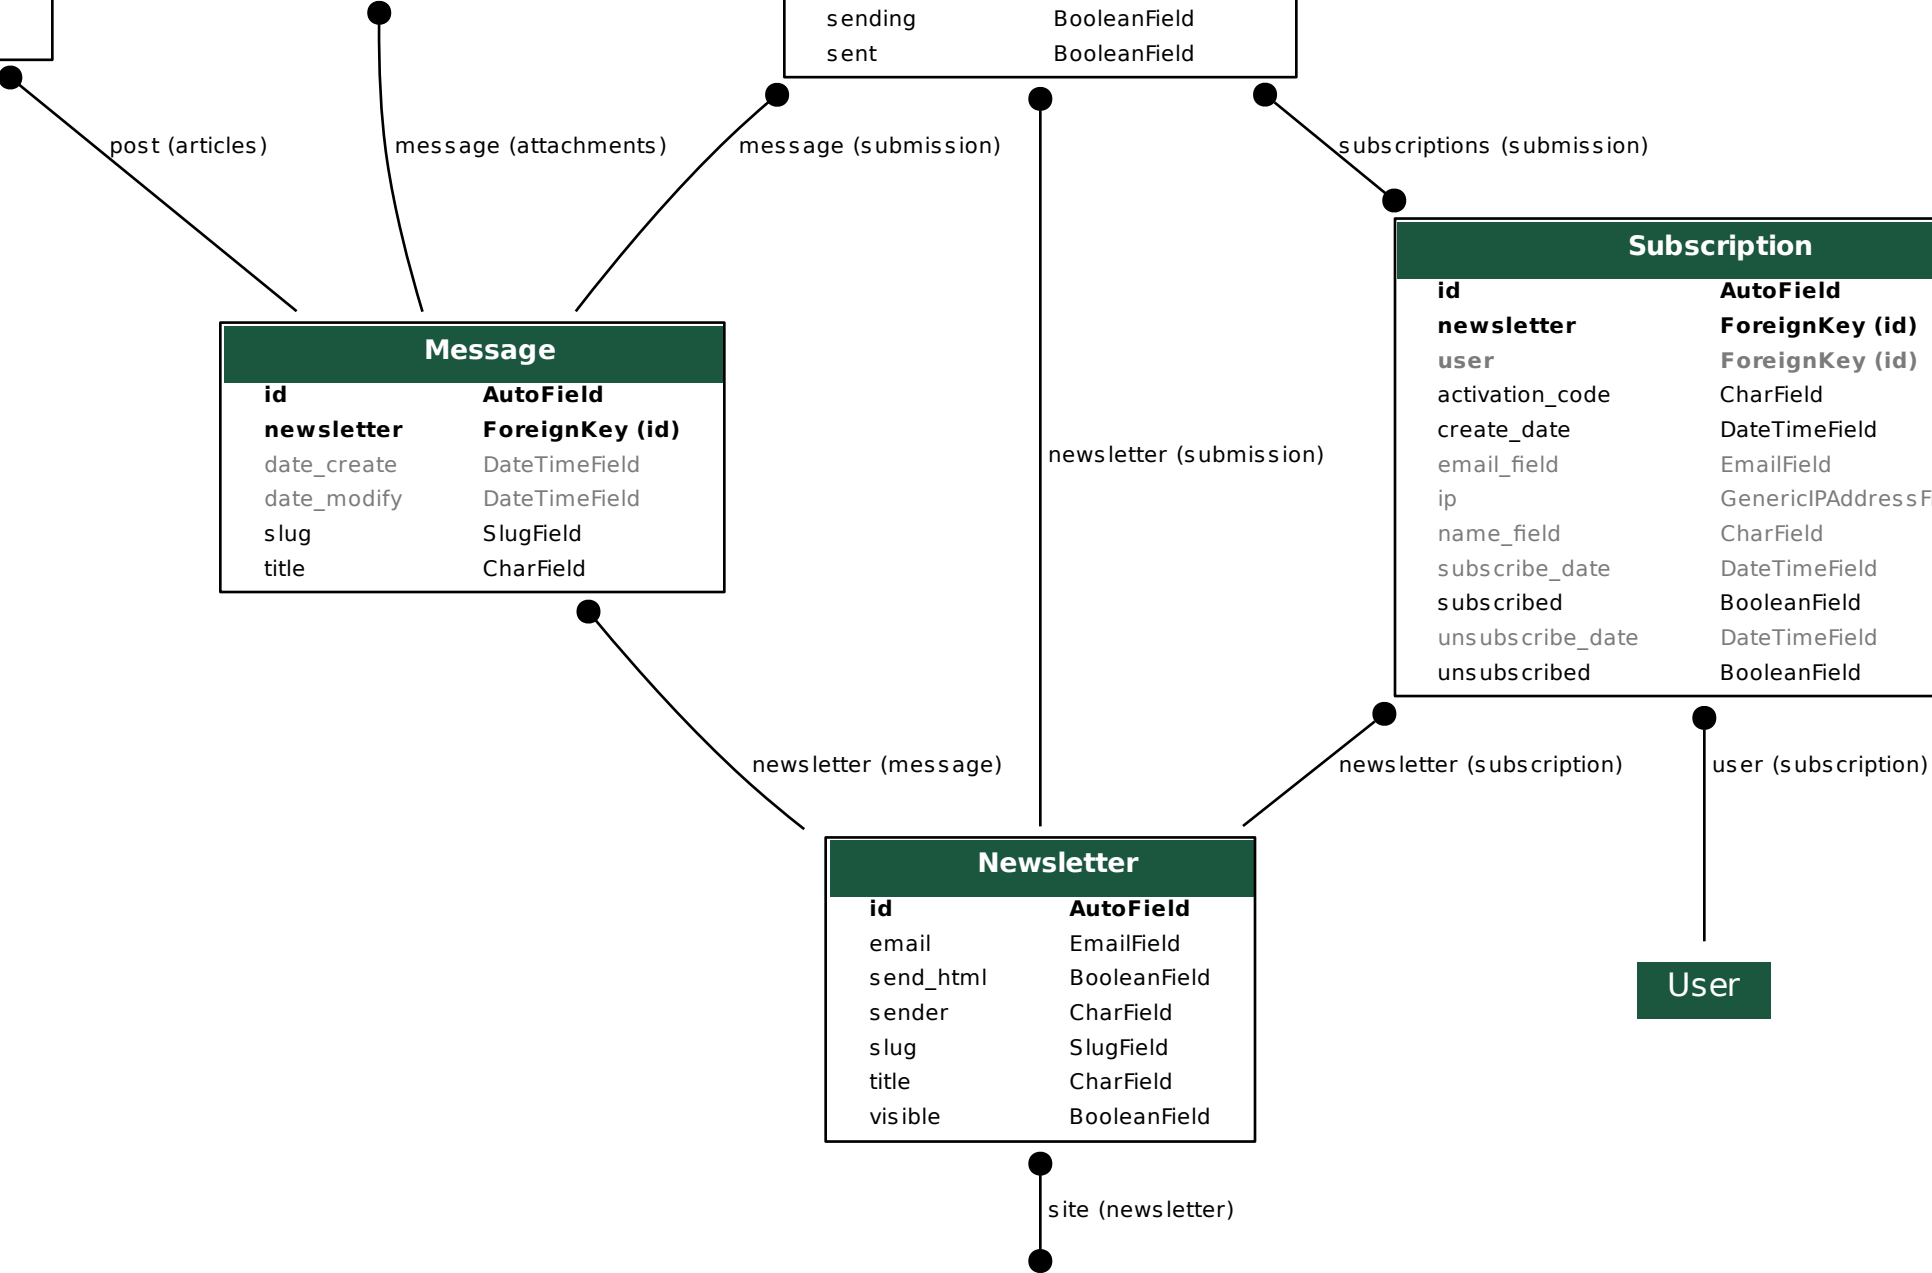 sending BooleanField
sent BooleanField
post (articles)
message (attachments)
message (submission)
subscriptions (submission)
Subscription
id AutoField
newsletter ForeignKey (id)
user ForeignKey (id)
activation_code CharField
create_date DateTimeField
email_field EmailField
ip GenericIPAddressF
name_field CharField
subscribe_date DateTimeField
subscribed BooleanField
unsubscribe_date DateTimeField
unsubscribed BooleanField
Message
id AutoField
newsletter ForeignKey (id)
date_create DateTimeField
date_modify DateTimeField
slug SlugField
title CharField
newsletter (submission)
newsletter (message)
newsletter (subscription)
user (subscription)
Newsletter
id AutoField
email EmailField
send_html BooleanField
sender CharField
slug SlugField
title CharField
visible BooleanField
User
site (newsletter)